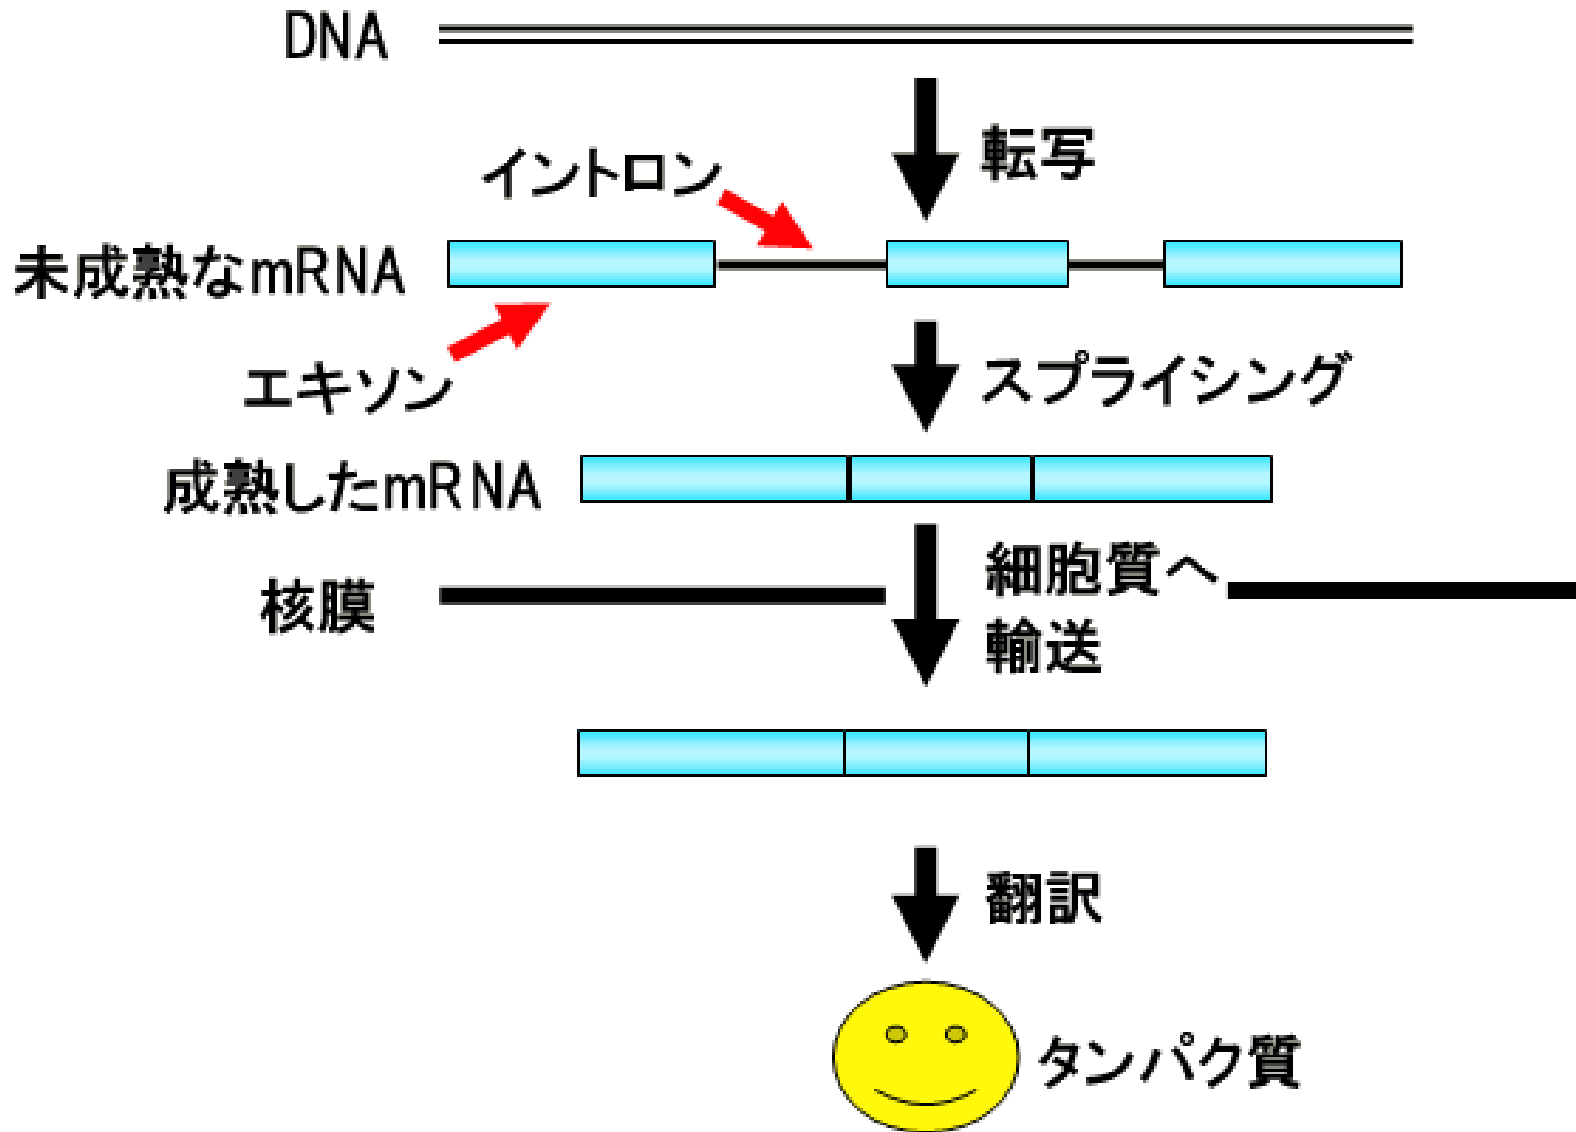 DNA
転写
イントロン
未成熟なmRNA
エキソン
スプライシング
成熟したmRNA
細胞質へ
輸送
核膜
翻訳
タンパク質